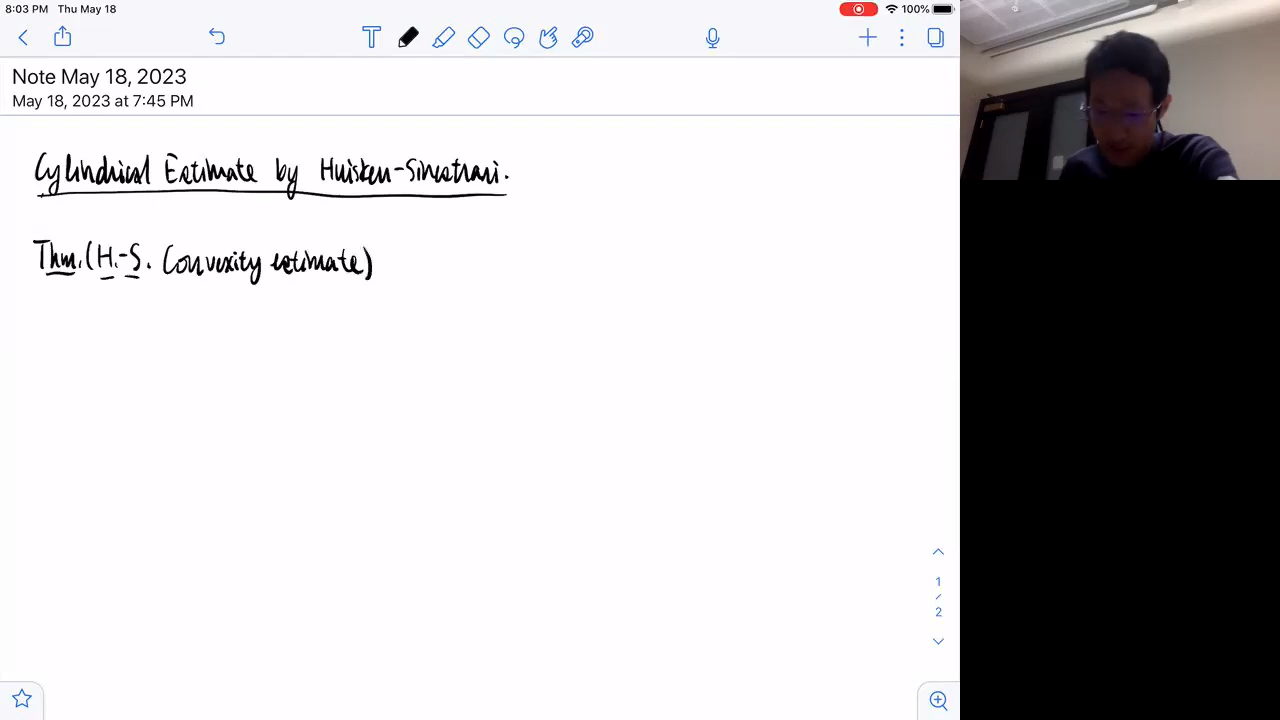 8:03 PM Thu May 18
100%
Note May 18, 2023
May 18, 2023 at 7:45 PM
Cylindrical Estimate by Huisken-Sinestrari.
Thm. (H.-S. Convexity estimate)
1
/
2